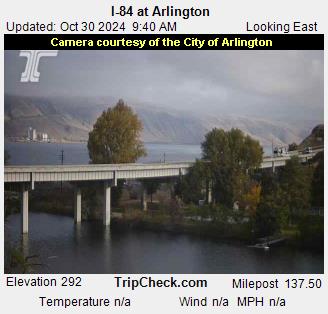 I-84 at Arlington
Updated: Oct 30 2024 9:40 AM Looking East
Camera courtesy of the City of Arlington
Elevation 292 TripCheck.com Milepost 137.50
Temperature n/a Wind n/a MPH n/a